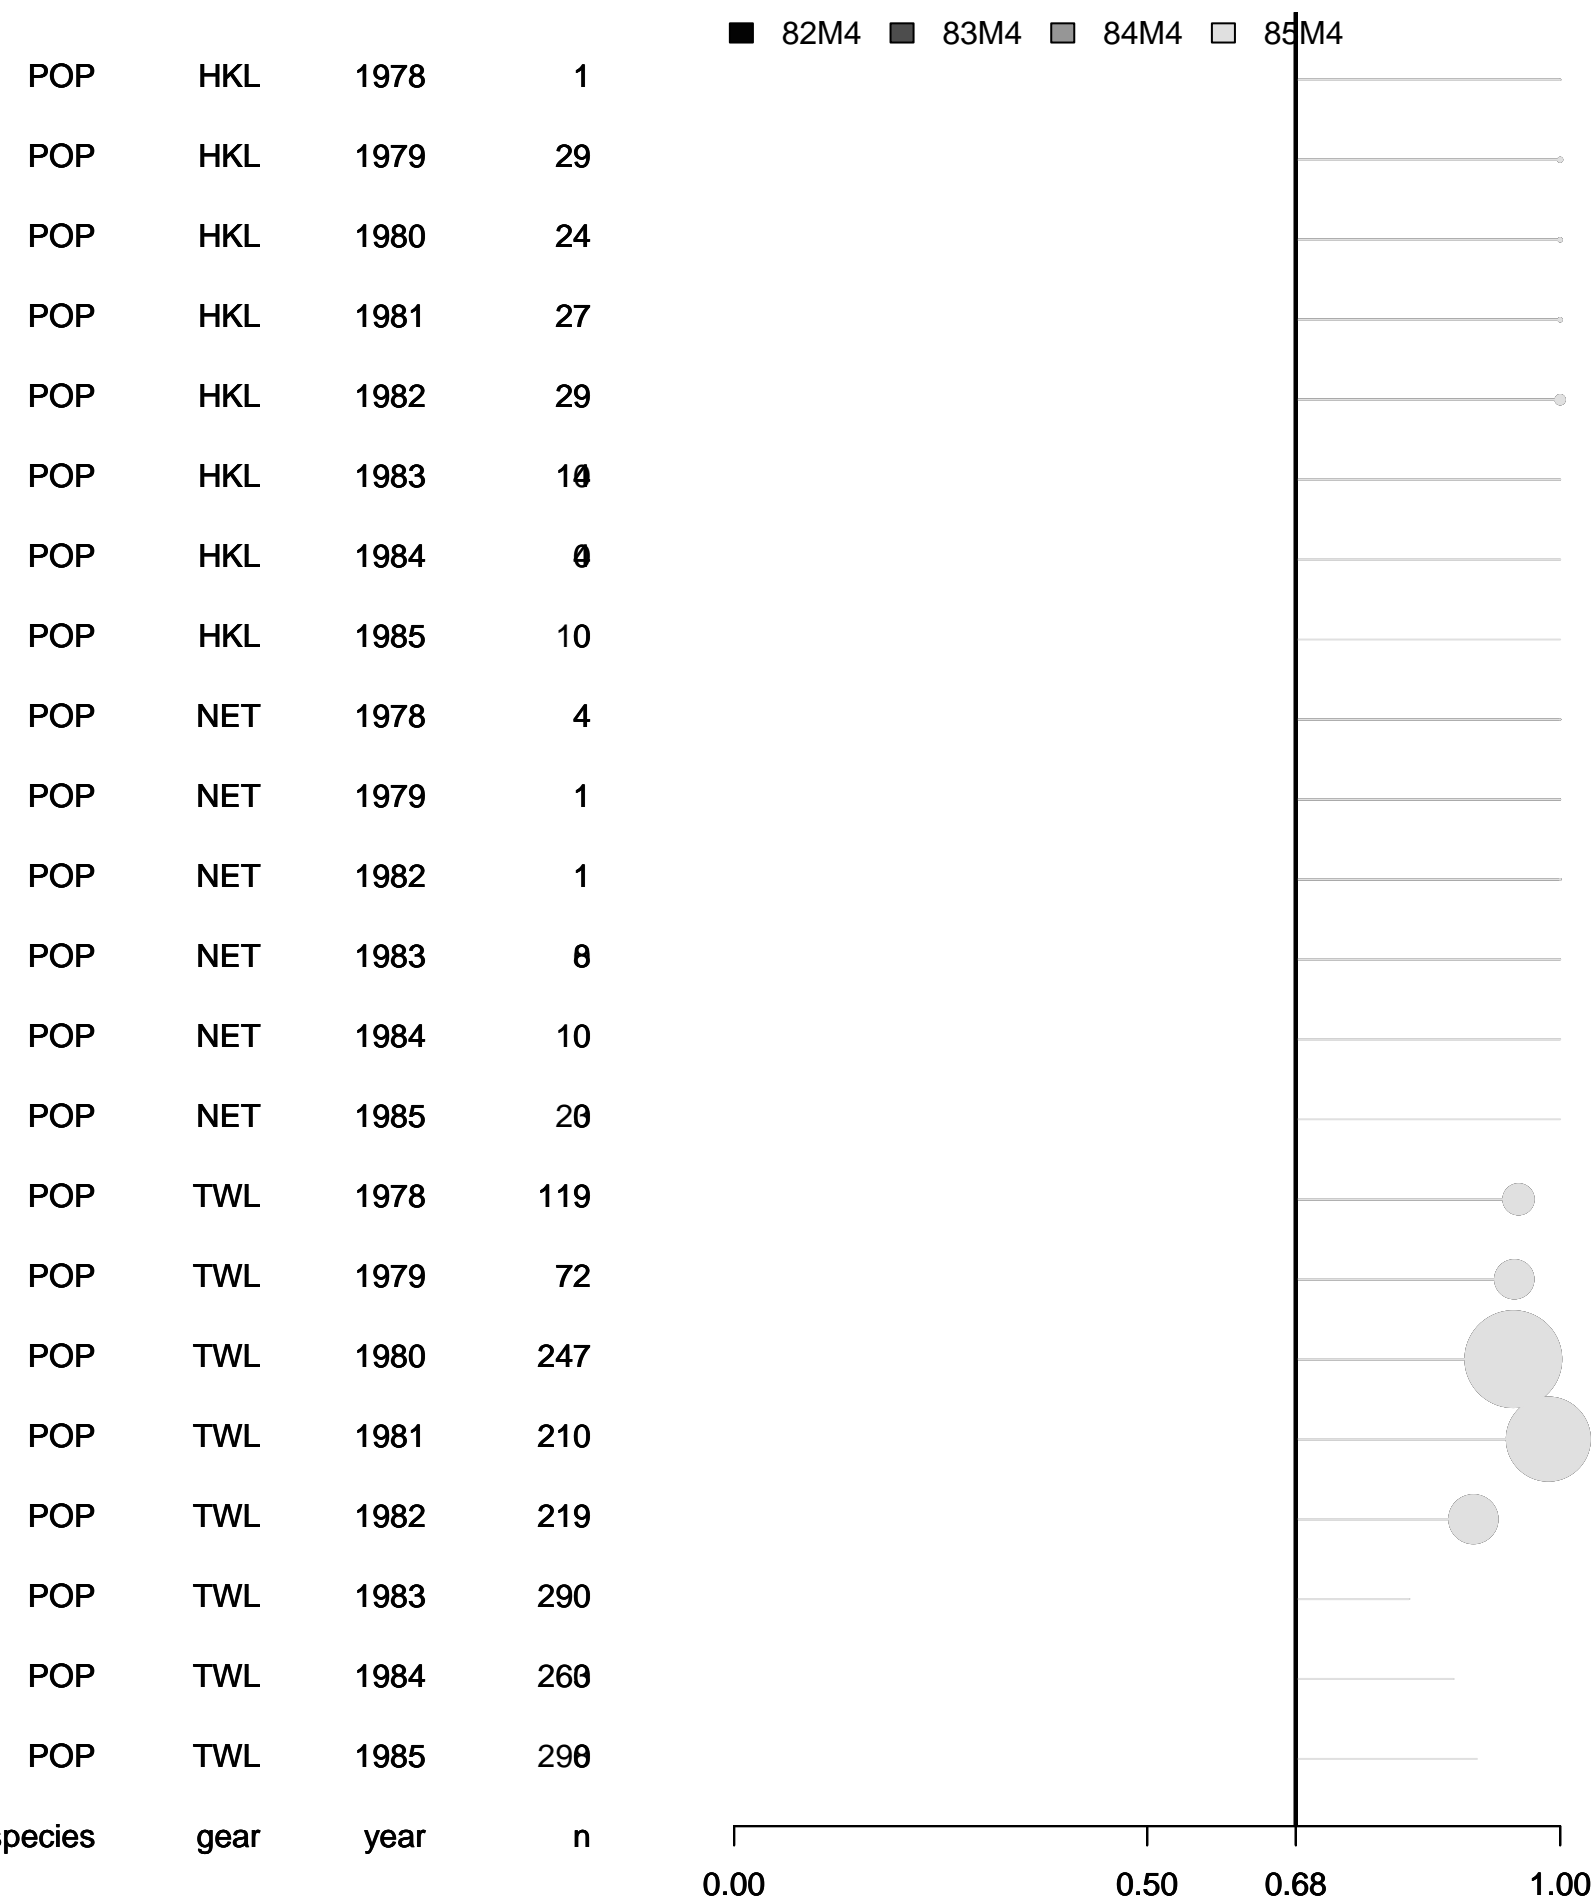 82M4 83M4 84M4 85M4
POP HKL 1978 1
POP HKL 1979 29
POP HKL 1980 24
POP HKL 1981 27
POP HKL 1982 29
POP HKL 1983
POP HKL 1984
POP HKL 1985 10
POP NET 1978 4
POP NET 1979 1
POP NET 1982 1
POP NET 1983
POP NET 1984 10
POP NET 1985
POP TWL 1978 119
POP TWL 1979 72
POP TWL 1980 247
POP TWL 1981 210
POP TWL 1982 219
POP TWL 1983 290
POP TWL 1984
POP TWL 1985
species gear year n
0.00 0.50 0.68 1.00